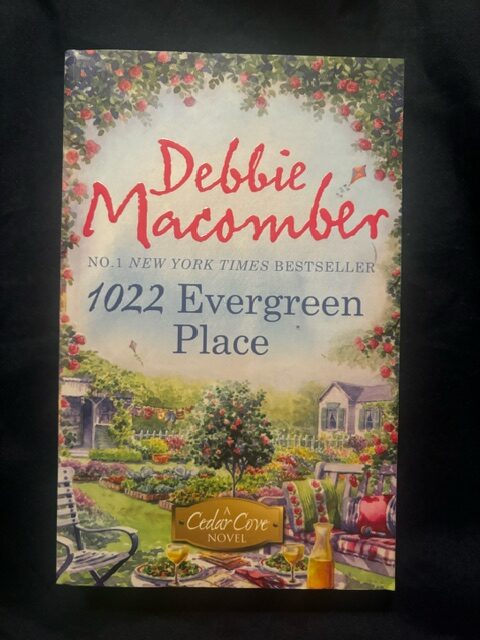 Debbie
Macomber
NO.1 NEW YORK TIMES BESTSELLER
1022 Evergreen
Place
A
Cedar Cove
NOVEL